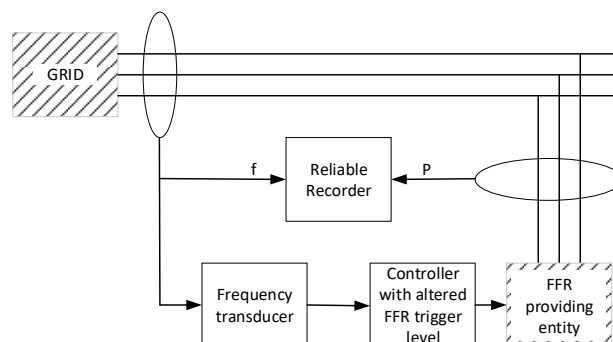 GRID
f
Reliable
Recorder
P
Frequency
transducer
Controller
with altered
FFR trigger
level
FFR
providing
entity